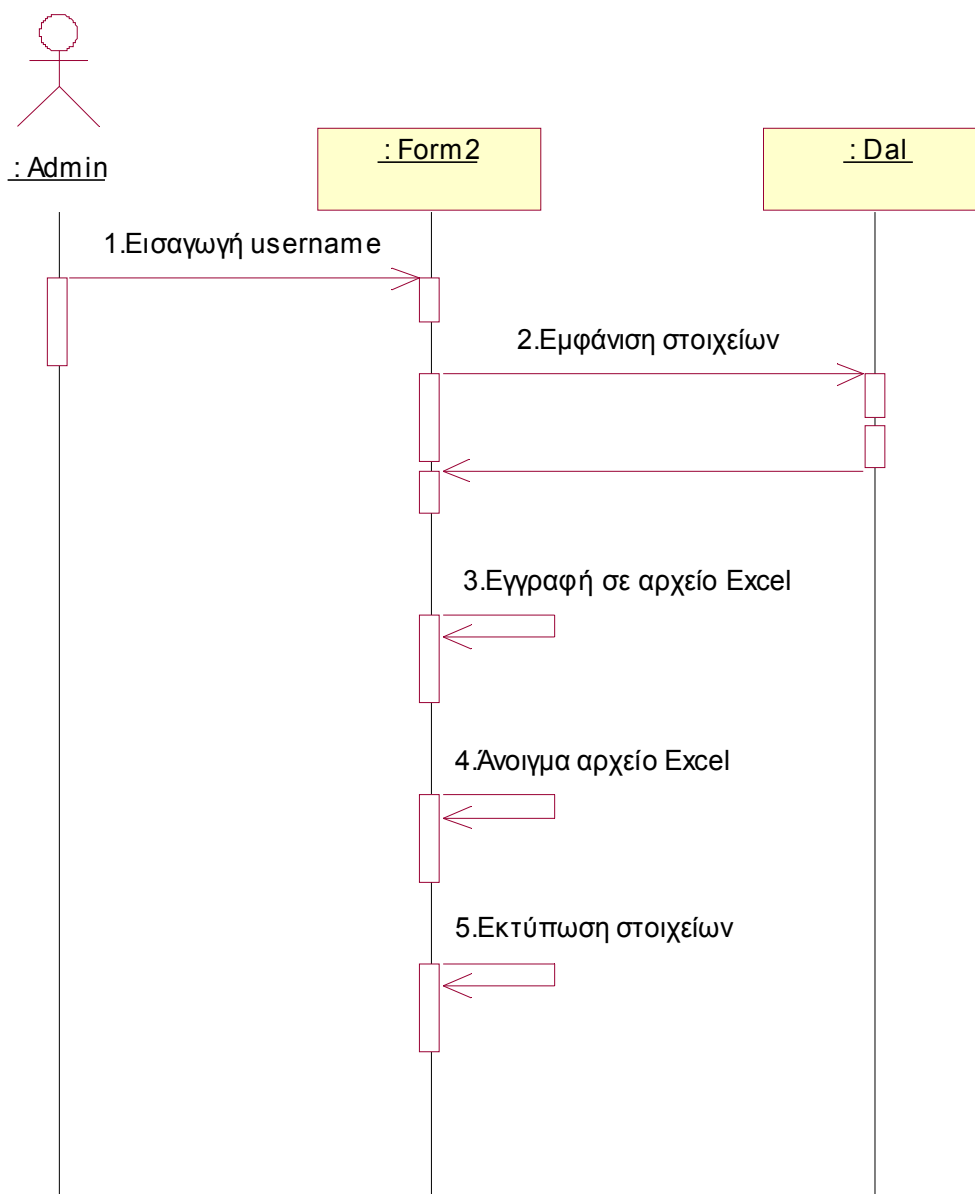 : Admin
: Form2
: Dal
1.Εισαγωγή username
2.Εμφάνιση στοιχείων
3.Εγγραφή σε αρχείο Excel
4.Άνοιγμα αρχείο Excel
5.Εκτύπωση στοιχείων